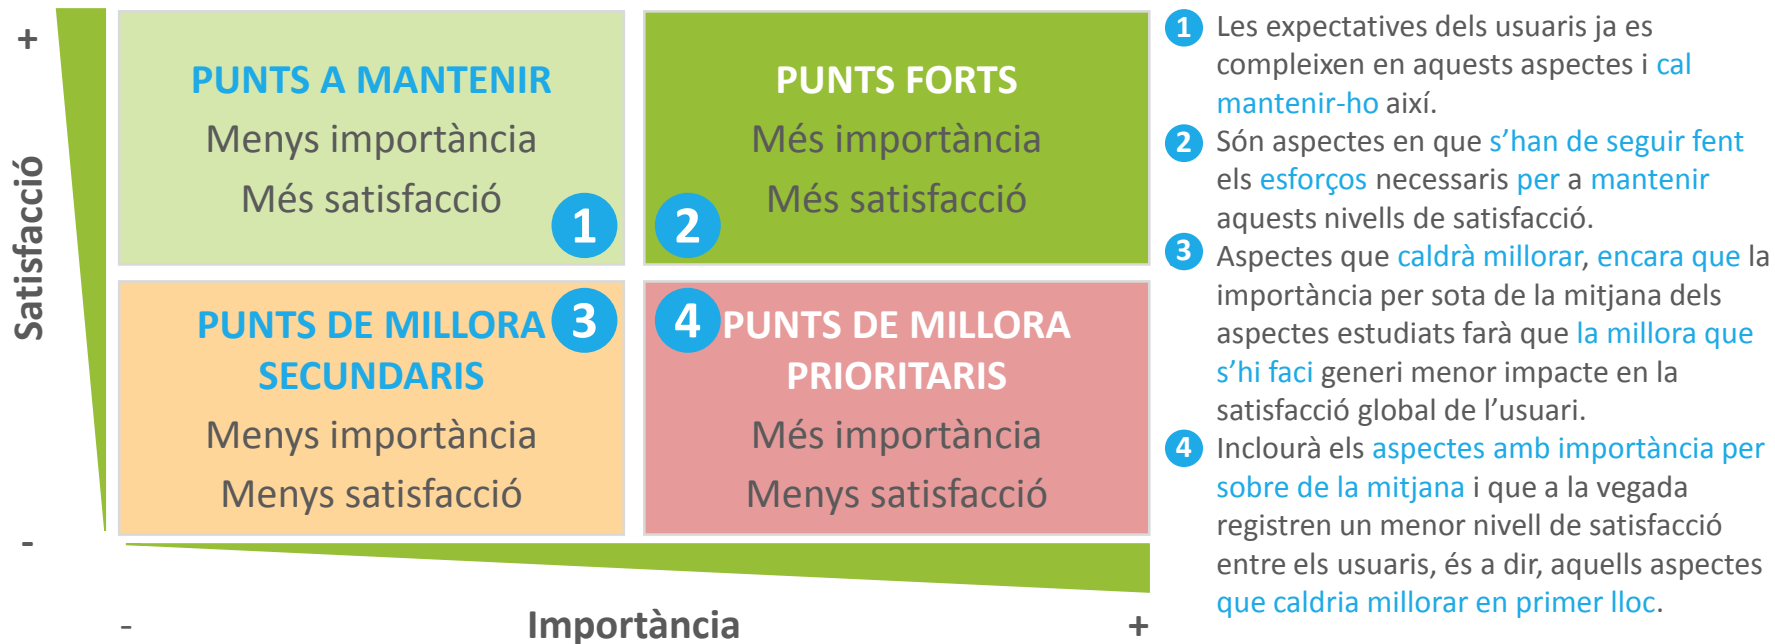 +
Satisfacció
-
PUNTS A MANTENIR
Menys importància
Més satisfacció
1
PUNTS FORTS
Més importància
Més satisfacció
2
PUNTS DE MILLORA
SECUNDARIS
Menys importància
Menys satisfacció
3
4
PUNTS DE MILLORA
PRIORITARIS
Més importància
Menys satisfacció
-
Importància
+
1 Les expectatives dels usuaris ja es
compleixen en aquests aspectes i cal
mantenir-ho així.
2 Són aspectes en que s’han de seguir fent
els esforços necessaris per a mantenir
aquests nivells de satisfacció.
3 Aspectes que caldrà millorar, encara que la
importància per sota de la mitjana dels
aspectes estudiats farà que la millora que
s’hi faci generi menor impacte en la
satisfacció global de l’usuari.
4 Inclourà els aspectes amb importància per
sobre de la mitjana i que a la vegada
registren un menor nivell de satisfacció
entre els usuaris, és a dir, aquells aspectes
que caldria millorar en primer lloc.